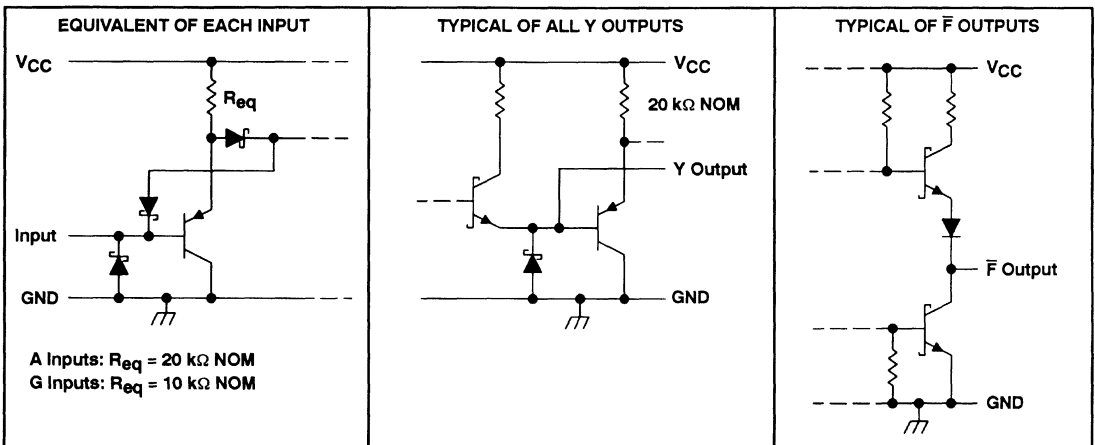 EQUIVALENT OF EACH INPUT
VCC
Req
Input
GND
A Inputs: Req = 20 kΩ NOM
G Inputs: Req = 10 kΩ NOM
TYPICAL OF ALL Y OUTPUTS
VCC
20 kΩ NOM
Y Output
GND
TYPICAL OF F̅ OUTPUTS
VCC
F̅ Output
GND